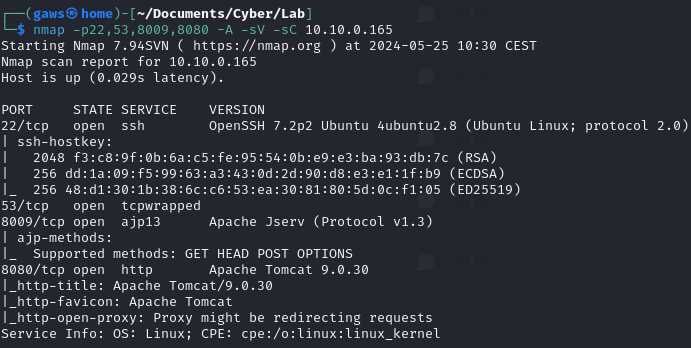 ┌──(gaws㉿home)-[~/Documents/Cyber/Lab]
└─$ nmap -p22,53,8009,8080 -A -sV -sC 10.10.0.165
Starting Nmap 7.94SVN ( https://nmap.org ) at 2024-05-25 10:30 CEST
Nmap scan report for 10.10.0.165
Host is up (0.029s latency).

PORT     STATE SERVICE    VERSION
22/tcp   open  ssh        OpenSSH 7.2p2 Ubuntu 4ubuntu2.8 (Ubuntu Linux; protocol 2.0)
| ssh-hostkey:
|   2048 f3:c8:9f:0b:6a:c5:fe:95:54:0b:e9:e3:ba:93:db:7c (RSA)
|   256 dd:1a:09:f5:99:63:a3:43:0d:2d:90:d8:e3:e1:1f:b9 (ECDSA)
|_  256 48:d1:30:1b:38:6c:c6:53:ea:30:81:80:5d:0c:f1:05 (ED25519)
53/tcp   open  tcpwrapped
8009/tcp open  ajp13      Apache Jserv (Protocol v1.3)
| ajp-methods:
|_  Supported methods: GET HEAD POST OPTIONS
8080/tcp open  http       Apache Tomcat 9.0.30
|_http-title: Apache Tomcat/9.0.30
|_http-favicon: Apache Tomcat
|_http-open-proxy: Proxy might be redirecting requests
Service Info: OS: Linux; CPE: cpe:/o:linux:linux_kernel